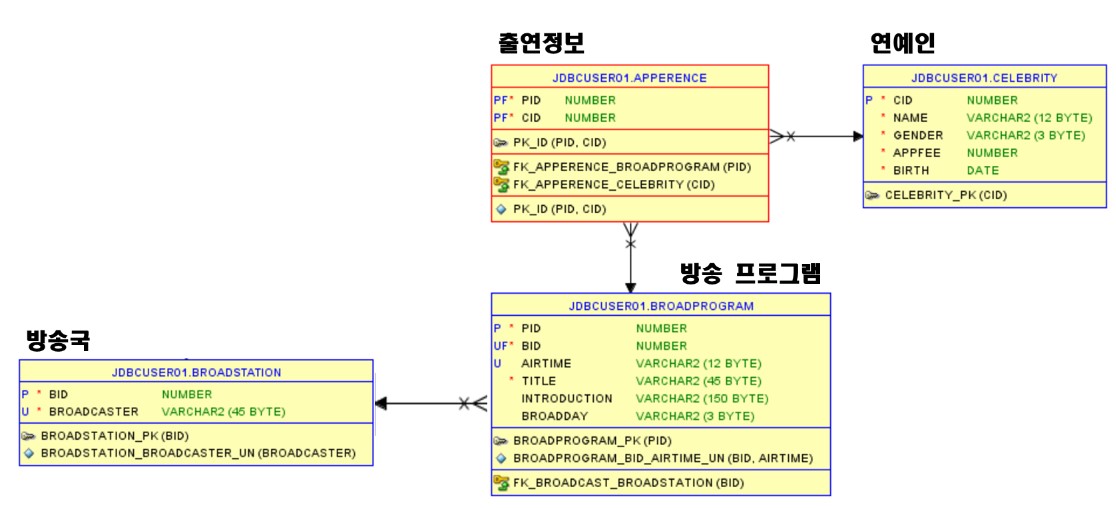 출연정보
JDBCUSER01.APPERENCE
PF* PID NUMBER
PF* CID NUMBER
PK_ID (PID, CID)
FK_APPERENCE_BROADPROGRAM (PID)
FK_APPERENCE_CELEBRITY (CID)
PK_ID (PID, CID)
연예인
JDBCUSER01.CELEBRITY
P * CID NUMBER
* NAME VARCHAR2 (12 BYTE)
* GENDER VARCHAR2 (3 BYTE)
* APPFEE NUMBER
* BIRTH DATE
CELEBRITY_PK (CID)
방송 프로그램
JDBCUSER01.BROADPROGRAM
P * PID NUMBER
UF* BID NUMBER
U AIRTIME VARCHAR2 (12 BYTE)
* TITLE VARCHAR2 (45 BYTE)
INTRODUCTION VARCHAR2 (150 BYTE)
BROADDAY VARCHAR2 (3 BYTE)
BROADPROGRAM_PK (PID)
BROADPROGRAM_BID_AIRTIME_UN (BID, AIRTIME)
FK_BROADCAST_BROADSTATION (BID)
방송국
JDBCUSER01.BROADSTATION
P * BID NUMBER
U * BROADCASTER VARCHAR2 (45 BYTE)
BROADSTATION_PK (BID)
BROADSTATION_BROADCASTER_UN (BROADCASTER)